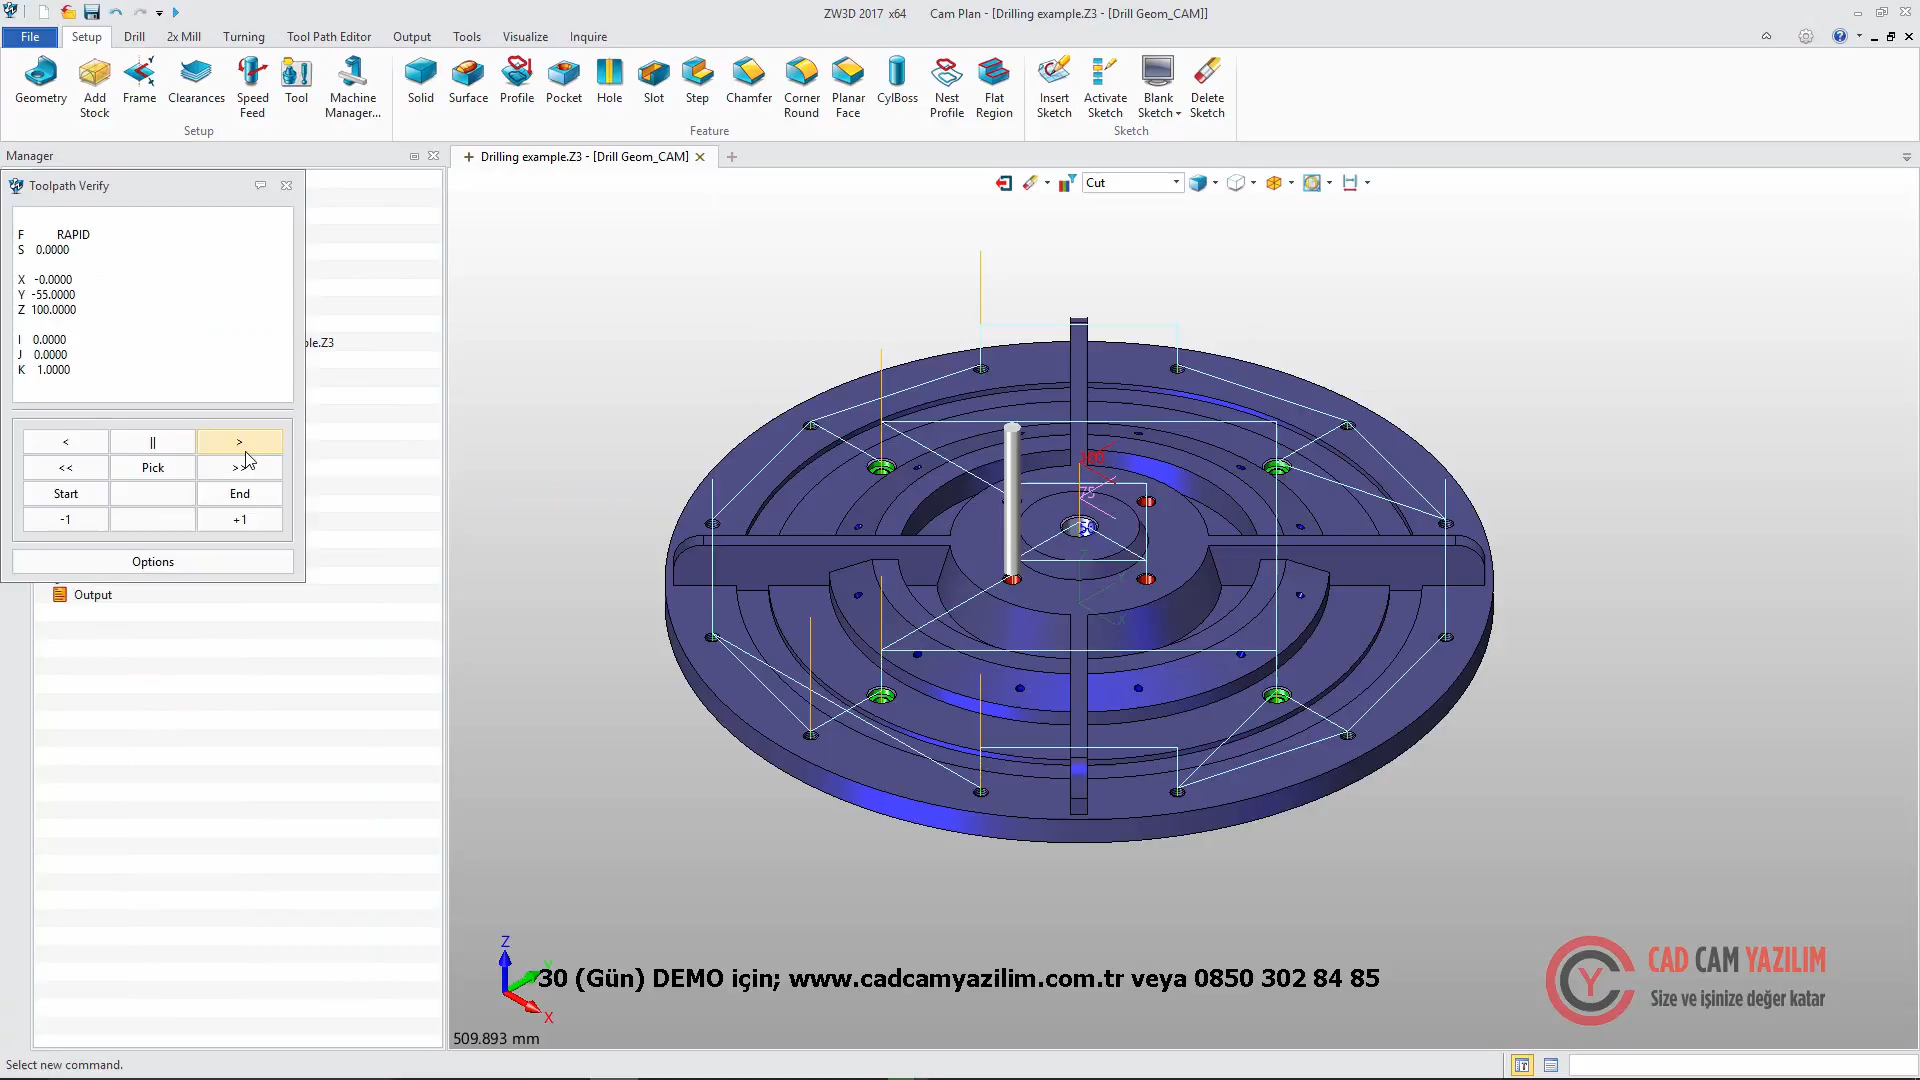 ZW3D 2017 x64 Cam Plan - [Drilling example.Z3 - [Drill Geom_CAM]]
File Setup Drill 2x Mill Turning Tool Path Editor Output Tools Visualize Inquire
Geometry Add Stock Frame Clearances Speed Feed Tool Machine Manager... Solid Surface Profile Pocket Hole Slot Step Chamfer Corner Round Planar Face CylBoss Nest Profile Flat Region Insert Sketch Activate Sketch Blank Sketch Delete Sketch
Setup Feature Sketch
Manager
Drilling example.Z3 - [Drill Geom_CAM]
Toolpath Verify
Cut
F RAPID
S 0.0000
X -0.0000
Y -55.0000
Z 100.0000
I 0.0000
J 0.0000
K 1.0000
ple.Z3
< || >
<< Pick >>
Start End
-1 +1
Options
Output
100
75
50
Z
X
Z
Y
X
30 (Gün) DEMO için; www.cadcamyazilim.com.tr veya 0850 302 84 85
CAD CAM YAZILIM
Size ve işinize değer katar
509.893 mm
Select new command.